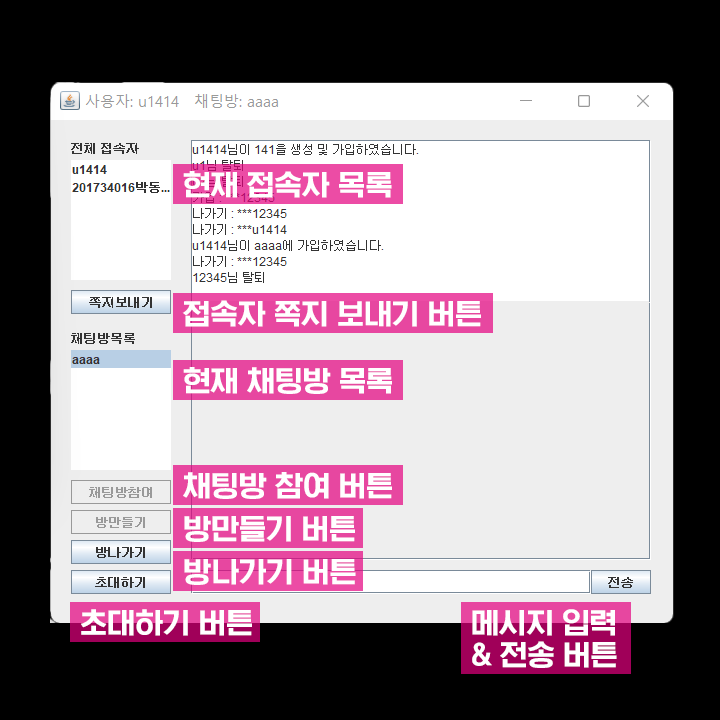 사용자: u1414 채팅방: aaaa
전체 접속자
u1414
201734016박동...
쪽지보내기
채팅방목록
aaaa
채팅방참여
방만들기
방나가기
초대하기
u1414님이 141을 생성 및 가입하였습니다.
u1님 탈퇴
나가기 : ***12345
나가기 : ***u1414
u1414님이 aaaa에 가입하였습니다.
나가기 : ***12345
12345님 탈퇴
전송
현재 접속자 목록
접속자 쪽지 보내기 버튼
현재 채팅방 목록
채팅방 참여 버튼
방만들기 버튼
방나가기 버튼
초대하기 버튼
메시지 입력
& 전송 버튼